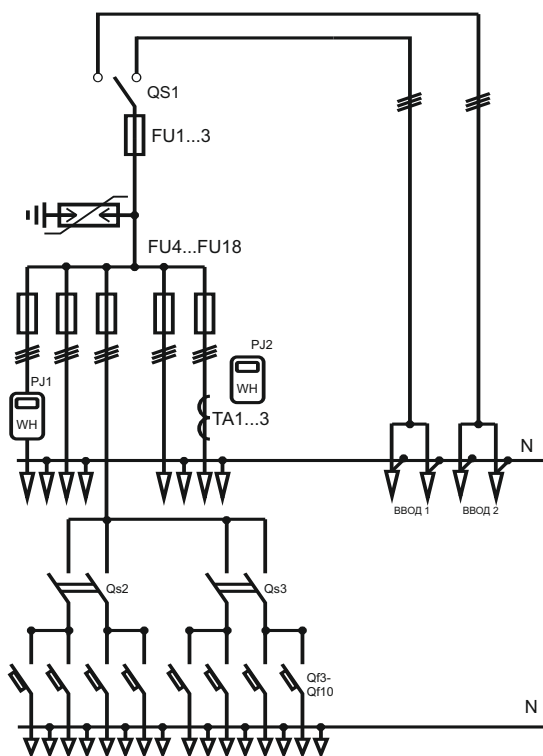 QS1
FU1...3
FU4...FU18
PJ2
PJ1
WH
WH
TA1...3
N
ВВОД 1
ВВОД 2
Qs2
Qs3
Qf3-
Qf10
N